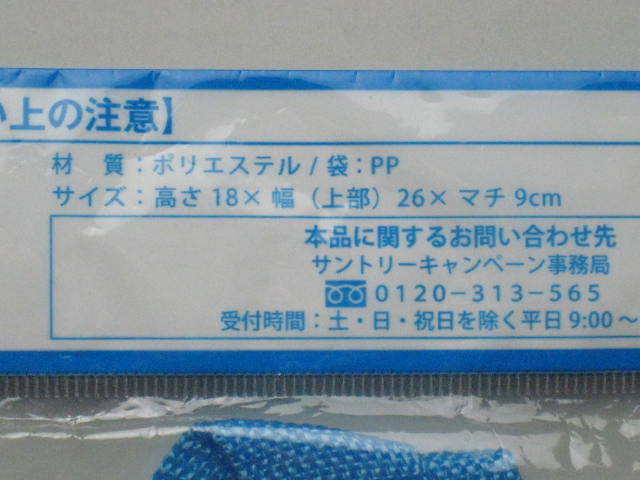 い上の注意】
材 質：ポリエステル / 袋：PP
サイズ：高さ 18× 幅（上部）26× マチ 9cm
本品に関するお問い合わせ先
サントリーキャンペーン事務局
0120－313－565
受付時間：土・日・祝日を除く平日 9:00～